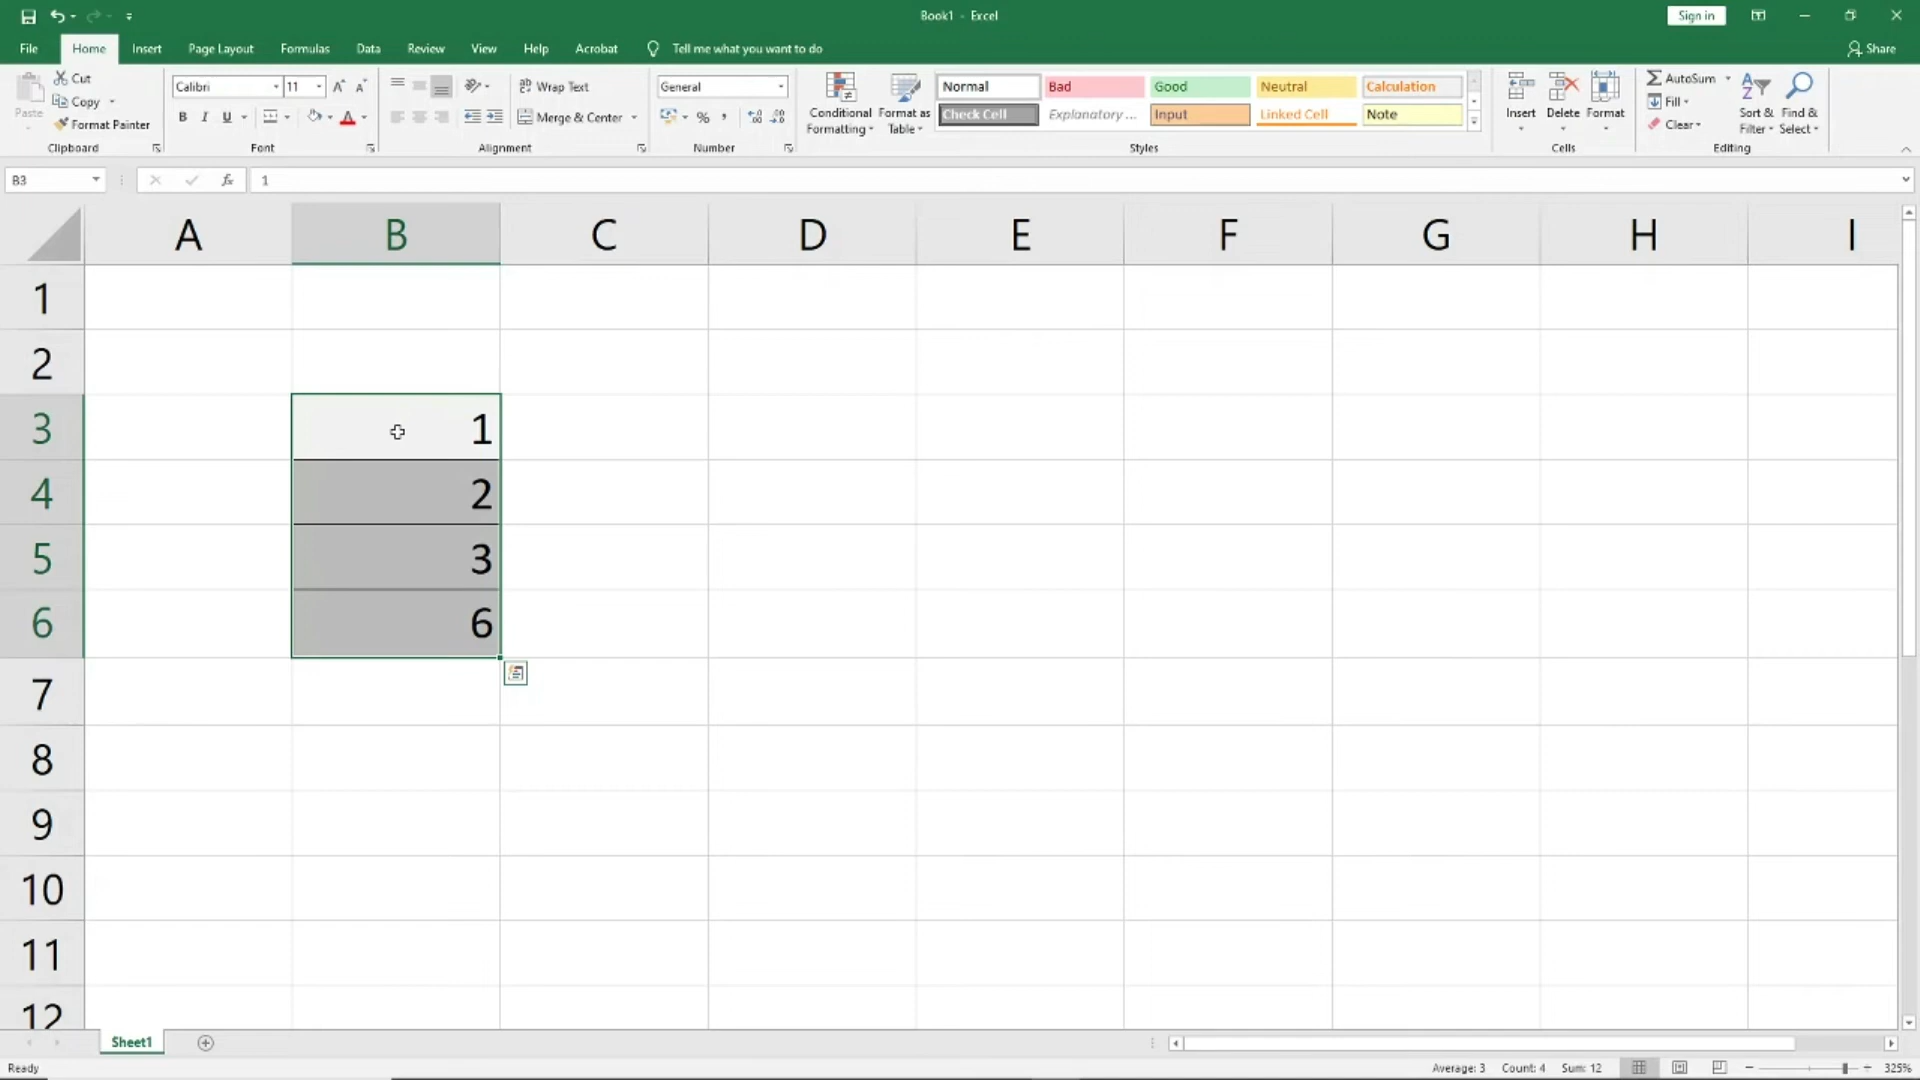 Book1 - Excel
Sign in
File Home Insert Page Layout Formulas Data Review View Help Acrobat Tell me what you want to do
Share
Paste
Cut
Copy
Format Painter
Clipboard
Calibri 11
B I U
Font
Wrap Text
Merge & Center
Alignment
General
%
Number
Conditional Formatting
Format as Table
Normal Bad Good Neutral Calculation
Check Cell Explanatory ... Input Linked Cell Note
Styles
Insert Delete Format
Cells
AutoSum
Fill
Clear
Sort & Filter
Find & Select
Editing
B3 fx 1
A B C D E F G H I
1
2
3 1
4 2
5 3
6 6
7
8
9
10
11
12
Sheet1
Ready Average: 3 Count: 4 Sum: 12 325%